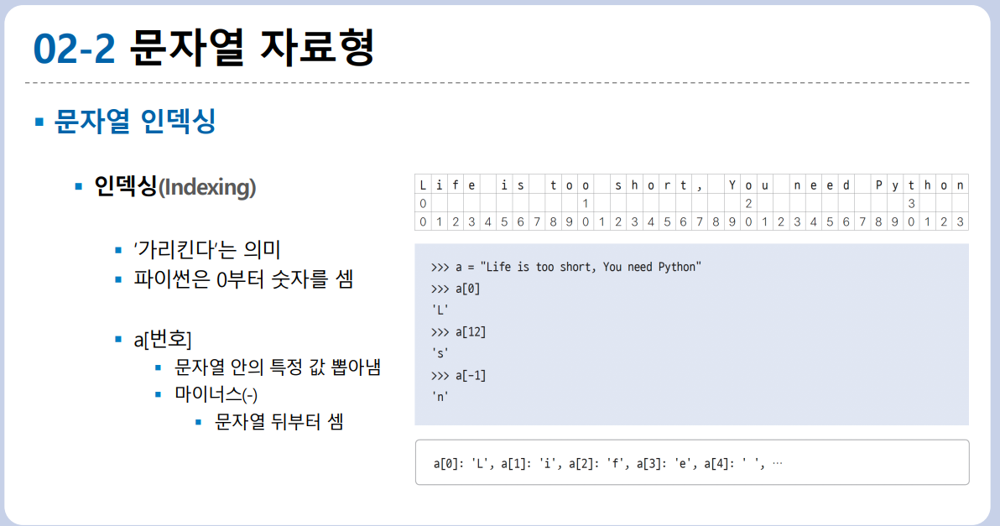 02-2 문자열 자료형
문자열 인덱싱
인덱싱(Indexing)
‘가리킨다’는 의미
파이썬은 0부터 숫자를 셈
a[번호]
문자열 안의 특정 값 뽑아냄
마이너스(-)
문자열 뒤부터 셈
L i f e   i s   t o o   s h o r t ,   Y o u   n e e d   P y t h o n
0 1 2 3
0 1 2 3 4 5 6 7 8 9 0 1 2 3 4 5 6 7 8 9 0 1 2 3 4 5 6 7 8 9 0 1 2 3
>>> a = "Life is too short, You need Python"
>>> a[0]
'L'
>>> a[12]
's'
>>> a[-1]
'n'
a[0]: 'L', a[1]: 'i', a[2]: 'f', a[3]: 'e', a[4]: ' ', ⋯